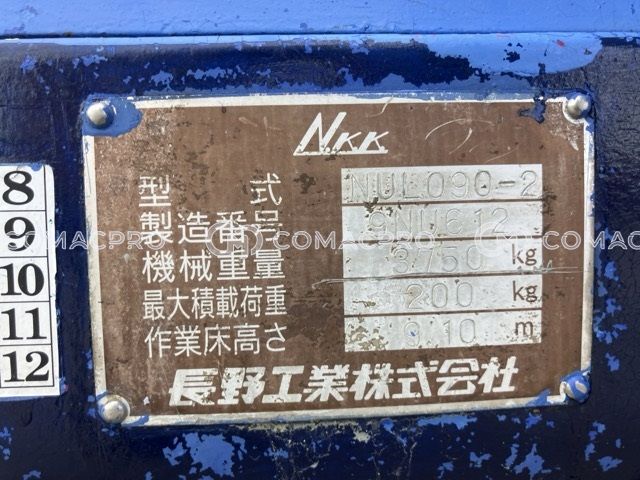 NKK
型式 NUL090-2
製造番号
機械重量 3750 kg
最大積載荷重 200 kg
作業床高さ 9.10 m
長野工業株式会社
8
9
10
11
12
COMACPRO COMACPRO COMACPRO